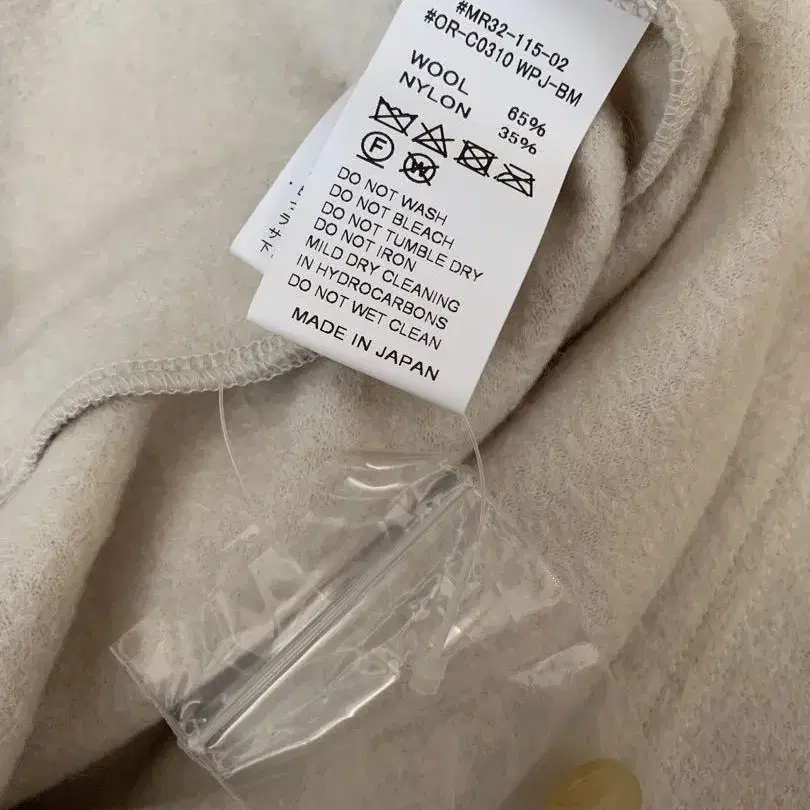 #MR32-115-02
#OR-C0310 WPJ-BM
WOOL 65%
NYLON 35%
F W
DO NOT WASH
DO NOT BLEACH
DO NOT TUMBLE DRY
DO NOT IRON
MILD DRY CLEANING
IN HYDROCARBONS
DO NOT WET CLEAN
MADE IN JAPAN